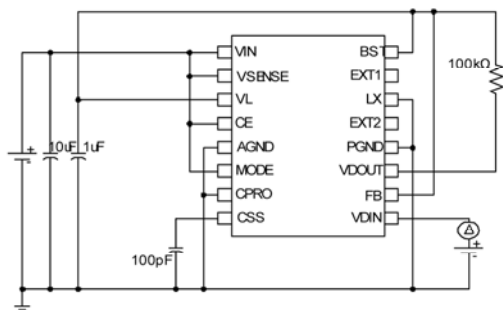 VIN BST
VSENSE EXT1 100kΩ
VL LX
CE EXT2
+ 10uF 1uF AGND PGND
- MODE VDOUT
CPRO FB
CSS VDIN
Δ
100pF +
-